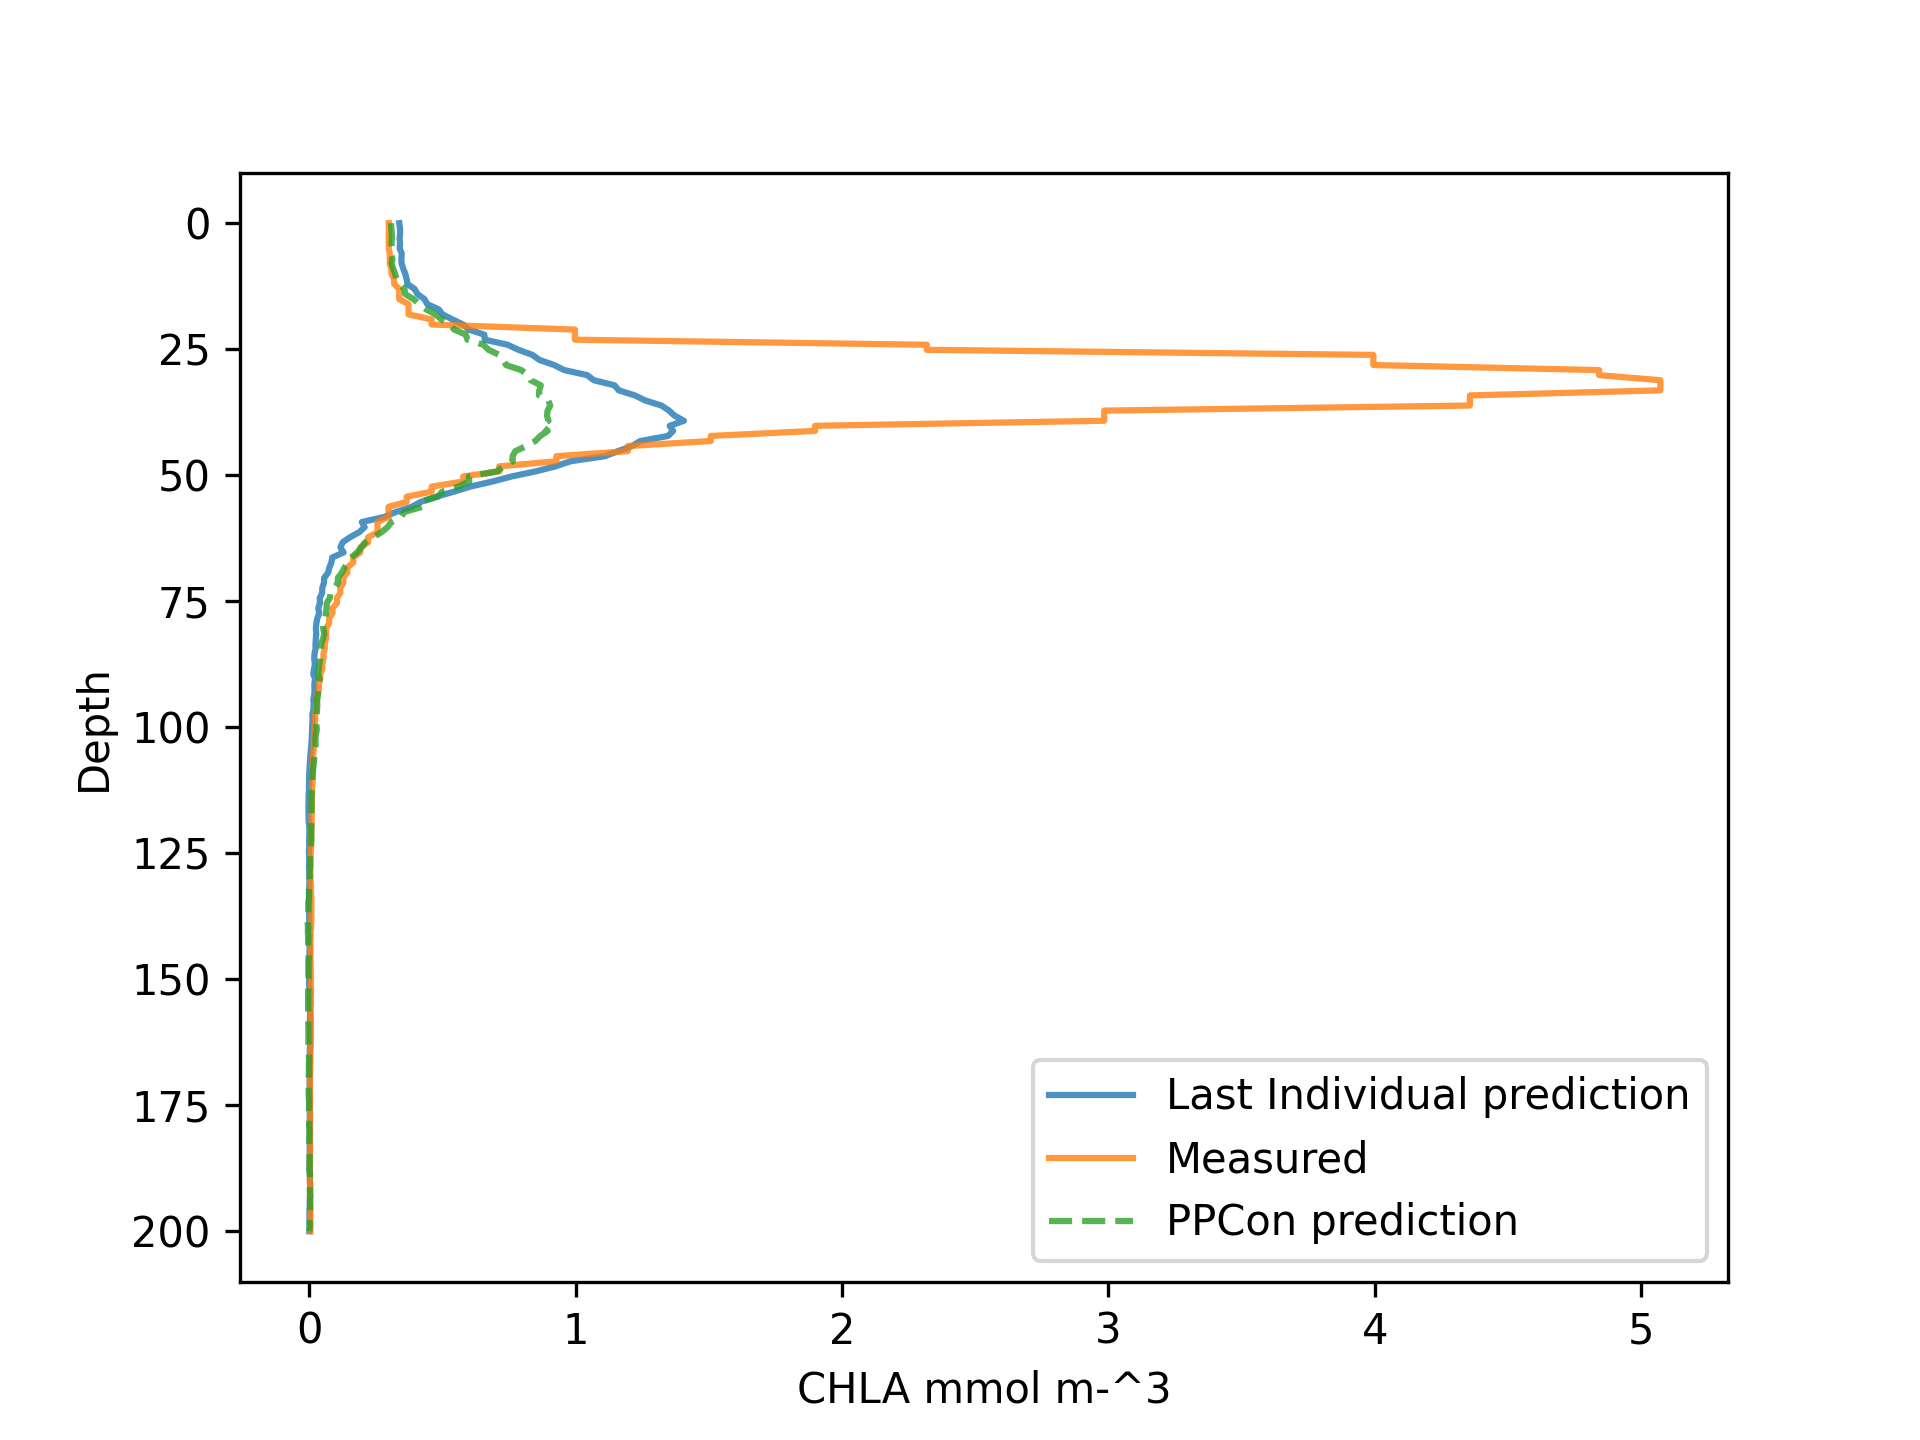 0
25
50
75
100
125
150
175
200
Depth
0 1 2 3 4 5
CHLA mmol m-^3
Last Individual prediction
Measured
PPCon prediction